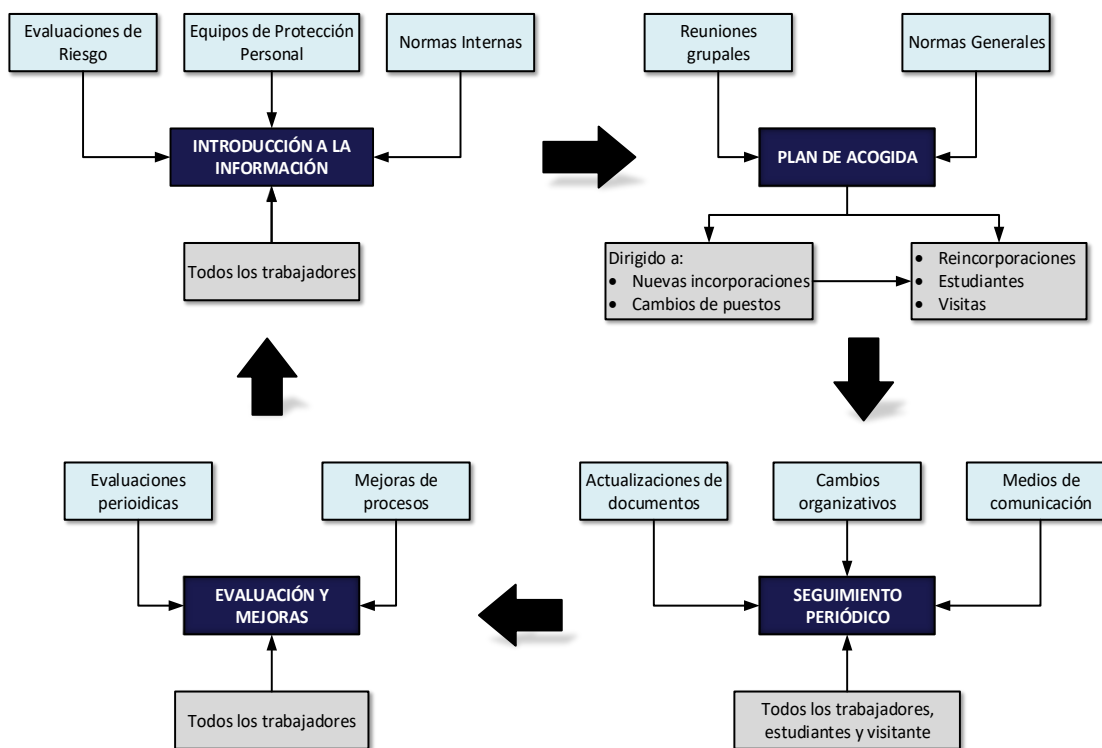 Evaluaciones de
Riesgo
Equipos de Protección
Personal
Normas Internas
INTRODUCCIÓN A LA
INFORMACIÓN
Todos los trabajadores
Reuniones
grupales
Normas Generales
PLAN DE ACOGIDA
Dirigido a:
• Nuevas incorporaciones
• Cambios de puestos
• Reincorporaciones
• Estudiantes
• Visitas
Evaluaciones
perioidicas
Mejoras de
procesos
EVALUACIÓN Y
MEJORAS
Todos los trabajadores
Actualizaciones de
documentos
Cambios
organizativos
Medios de
comunicación
SEGUIMIENTO
PERIÓDICO
Todos los trabajadores,
estudiantes y visitante